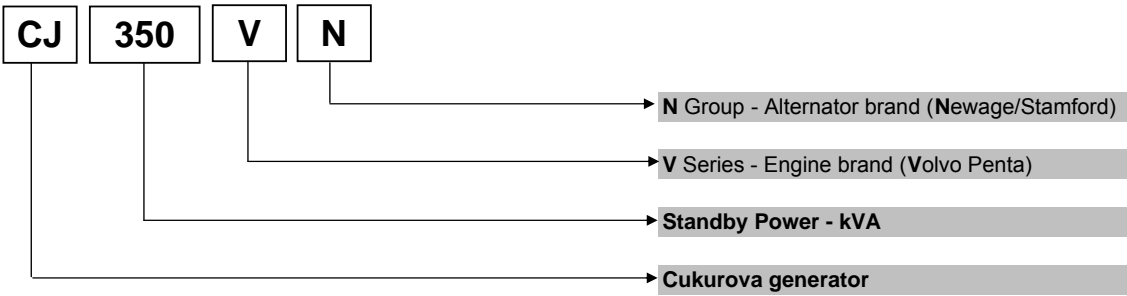 CJ 350 V N
N Group - Alternator brand (Newage/Stamford)
V Series - Engine brand (Volvo Penta)
Standby Power - kVA
Cukurova generator